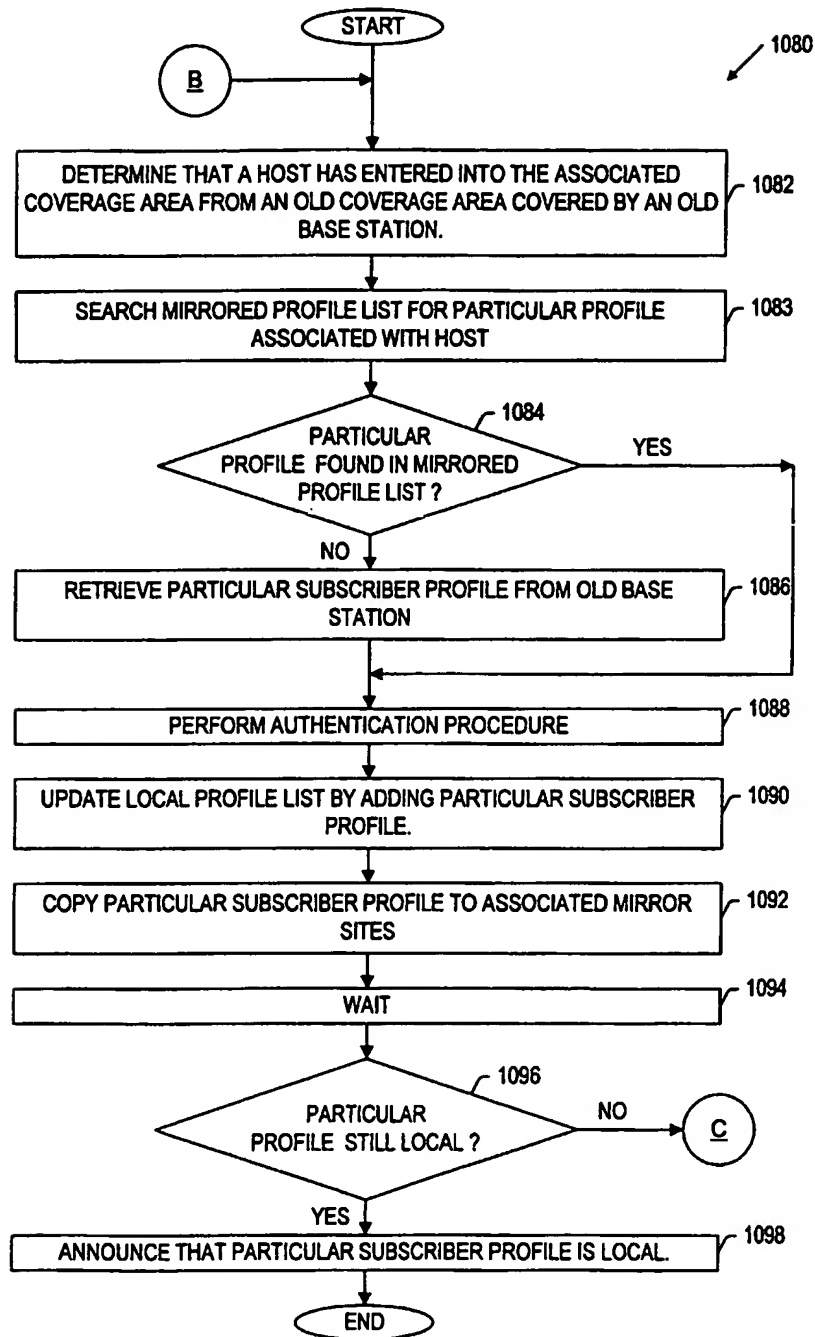 START
1080
B
DETERMINE THAT A HOST HAS ENTERED INTO THE ASSOCIATED
COVERAGE AREA FROM AN OLD COVERAGE AREA COVERED BY AN OLD
BASE STATION.
1082
SEARCH MIRRORED PROFILE LIST FOR PARTICULAR PROFILE
ASSOCIATED WITH HOST
1083
1084
PARTICULAR
PROFILE FOUND IN MIRRORED
PROFILE LIST ?
YES
NO
RETRIEVE PARTICULAR SUBSCRIBER PROFILE FROM OLD BASE
STATION
1086
PERFORM AUTHENTICATION PROCEDURE
1088
UPDATE LOCAL PROFILE LIST BY ADDING PARTICULAR SUBSCRIBER
PROFILE.
1090
COPY PARTICULAR SUBSCRIBER PROFILE TO ASSOCIATED MIRROR
SITES
1092
WAIT
1094
1096
PARTICULAR
PROFILE STILL LOCAL ?
NO
C
YES
ANNOUNCE THAT PARTICULAR SUBSCRIBER PROFILE IS LOCAL.
1098
END